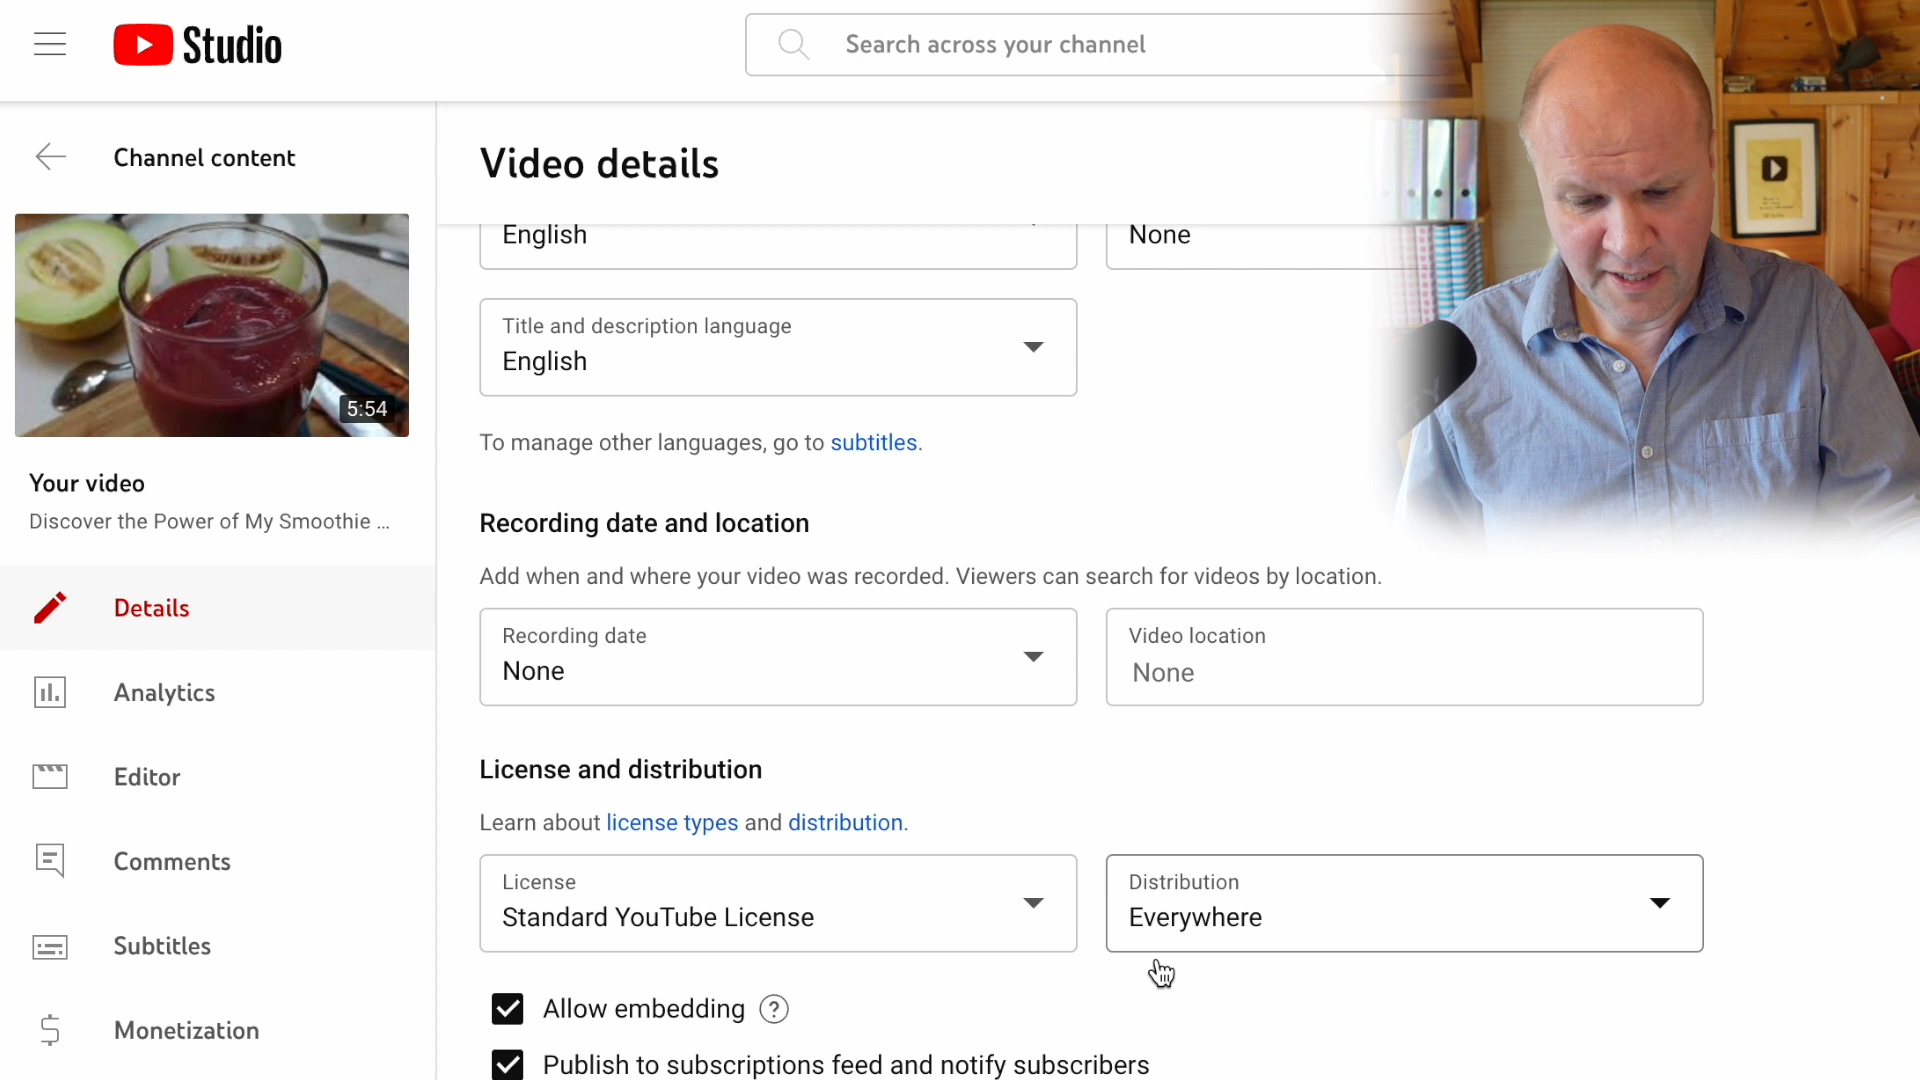 Studio
Search across your channel
Channel content
Video details
English
None
Title and description language
English
5:54
To manage other languages, go to subtitles.
Your video
Discover the Power of My Smoothie ...
Recording date and location
Add when and where your video was recorded. Viewers can search for videos by location.
Details
Recording date
None
Video location
None
Analytics
Editor
License and distribution
Learn about license types and distribution.
Comments
License
Standard YouTube License
Distribution
Everywhere
Subtitles
Allow embedding ?
Monetization
Publish to subscriptions feed and notify subscribers